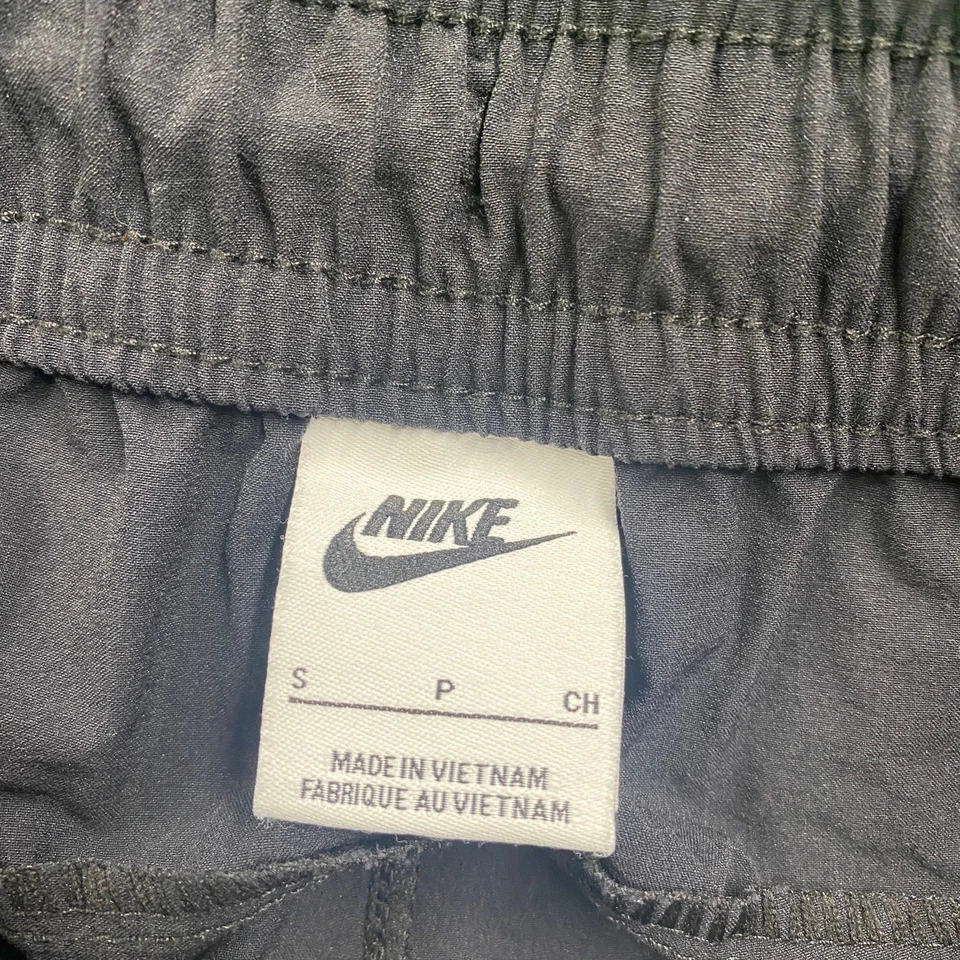 NIKE
S P CH
MADE IN VIETNAM
FABRIQUE AU VIETNAM